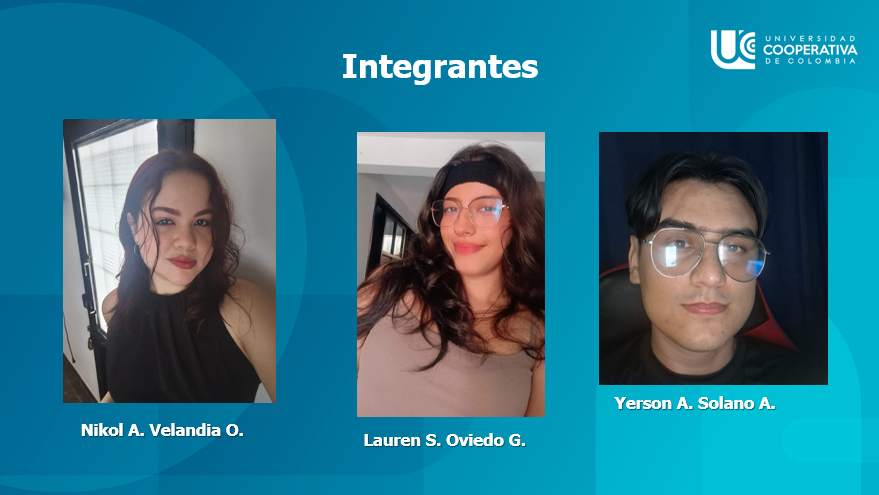 Integrantes
UNIVERSIDAD
COOPERATIVA
DE COLOMBIA
Nikol A. Velandia O.
Lauren S. Oviedo G.
Yerson A. Solano A.